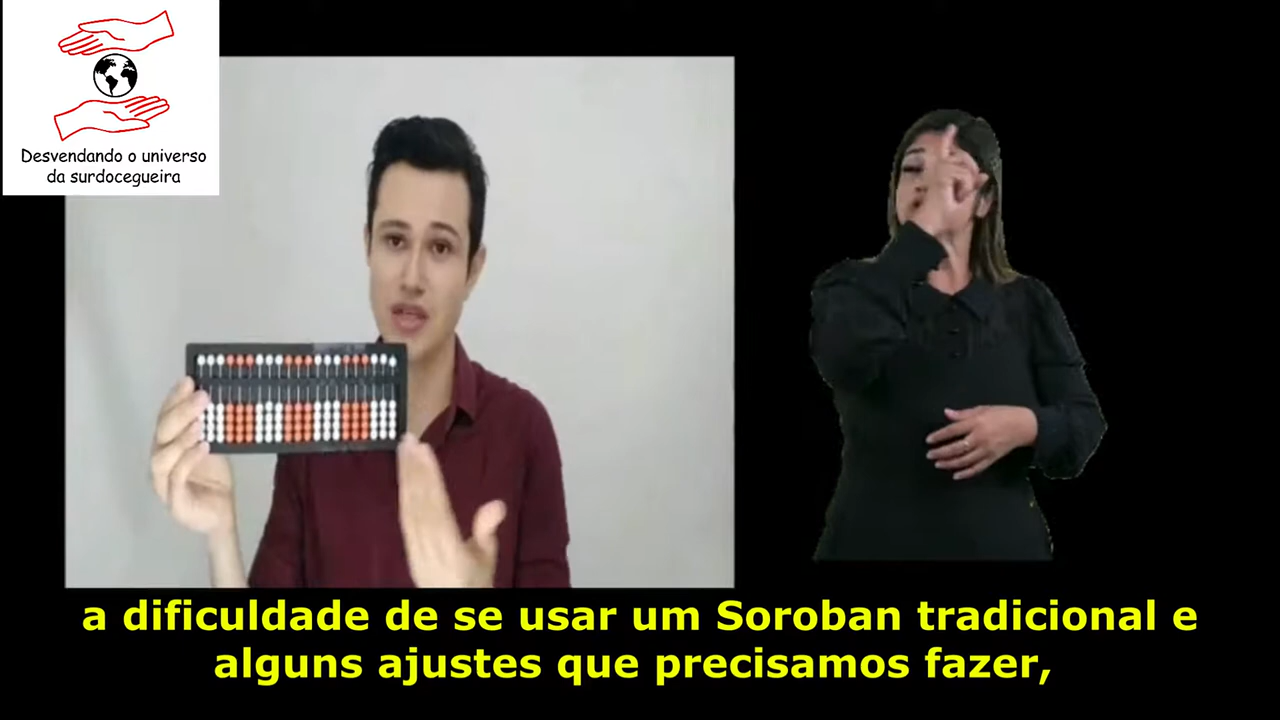 Desvendando o universo
da surdocegueira
a dificuldade de se usar um Soroban tradicional e
alguns ajustes que precisamos fazer,